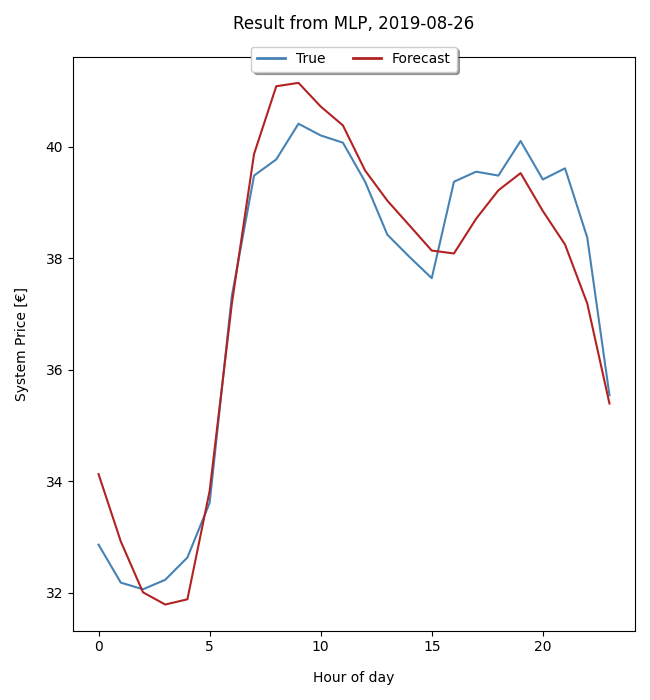 Result from MLP, 2019-08-26
True Forecast
System Price [€]
40
38
36
34
32
0 5 10 15 20
Hour of day